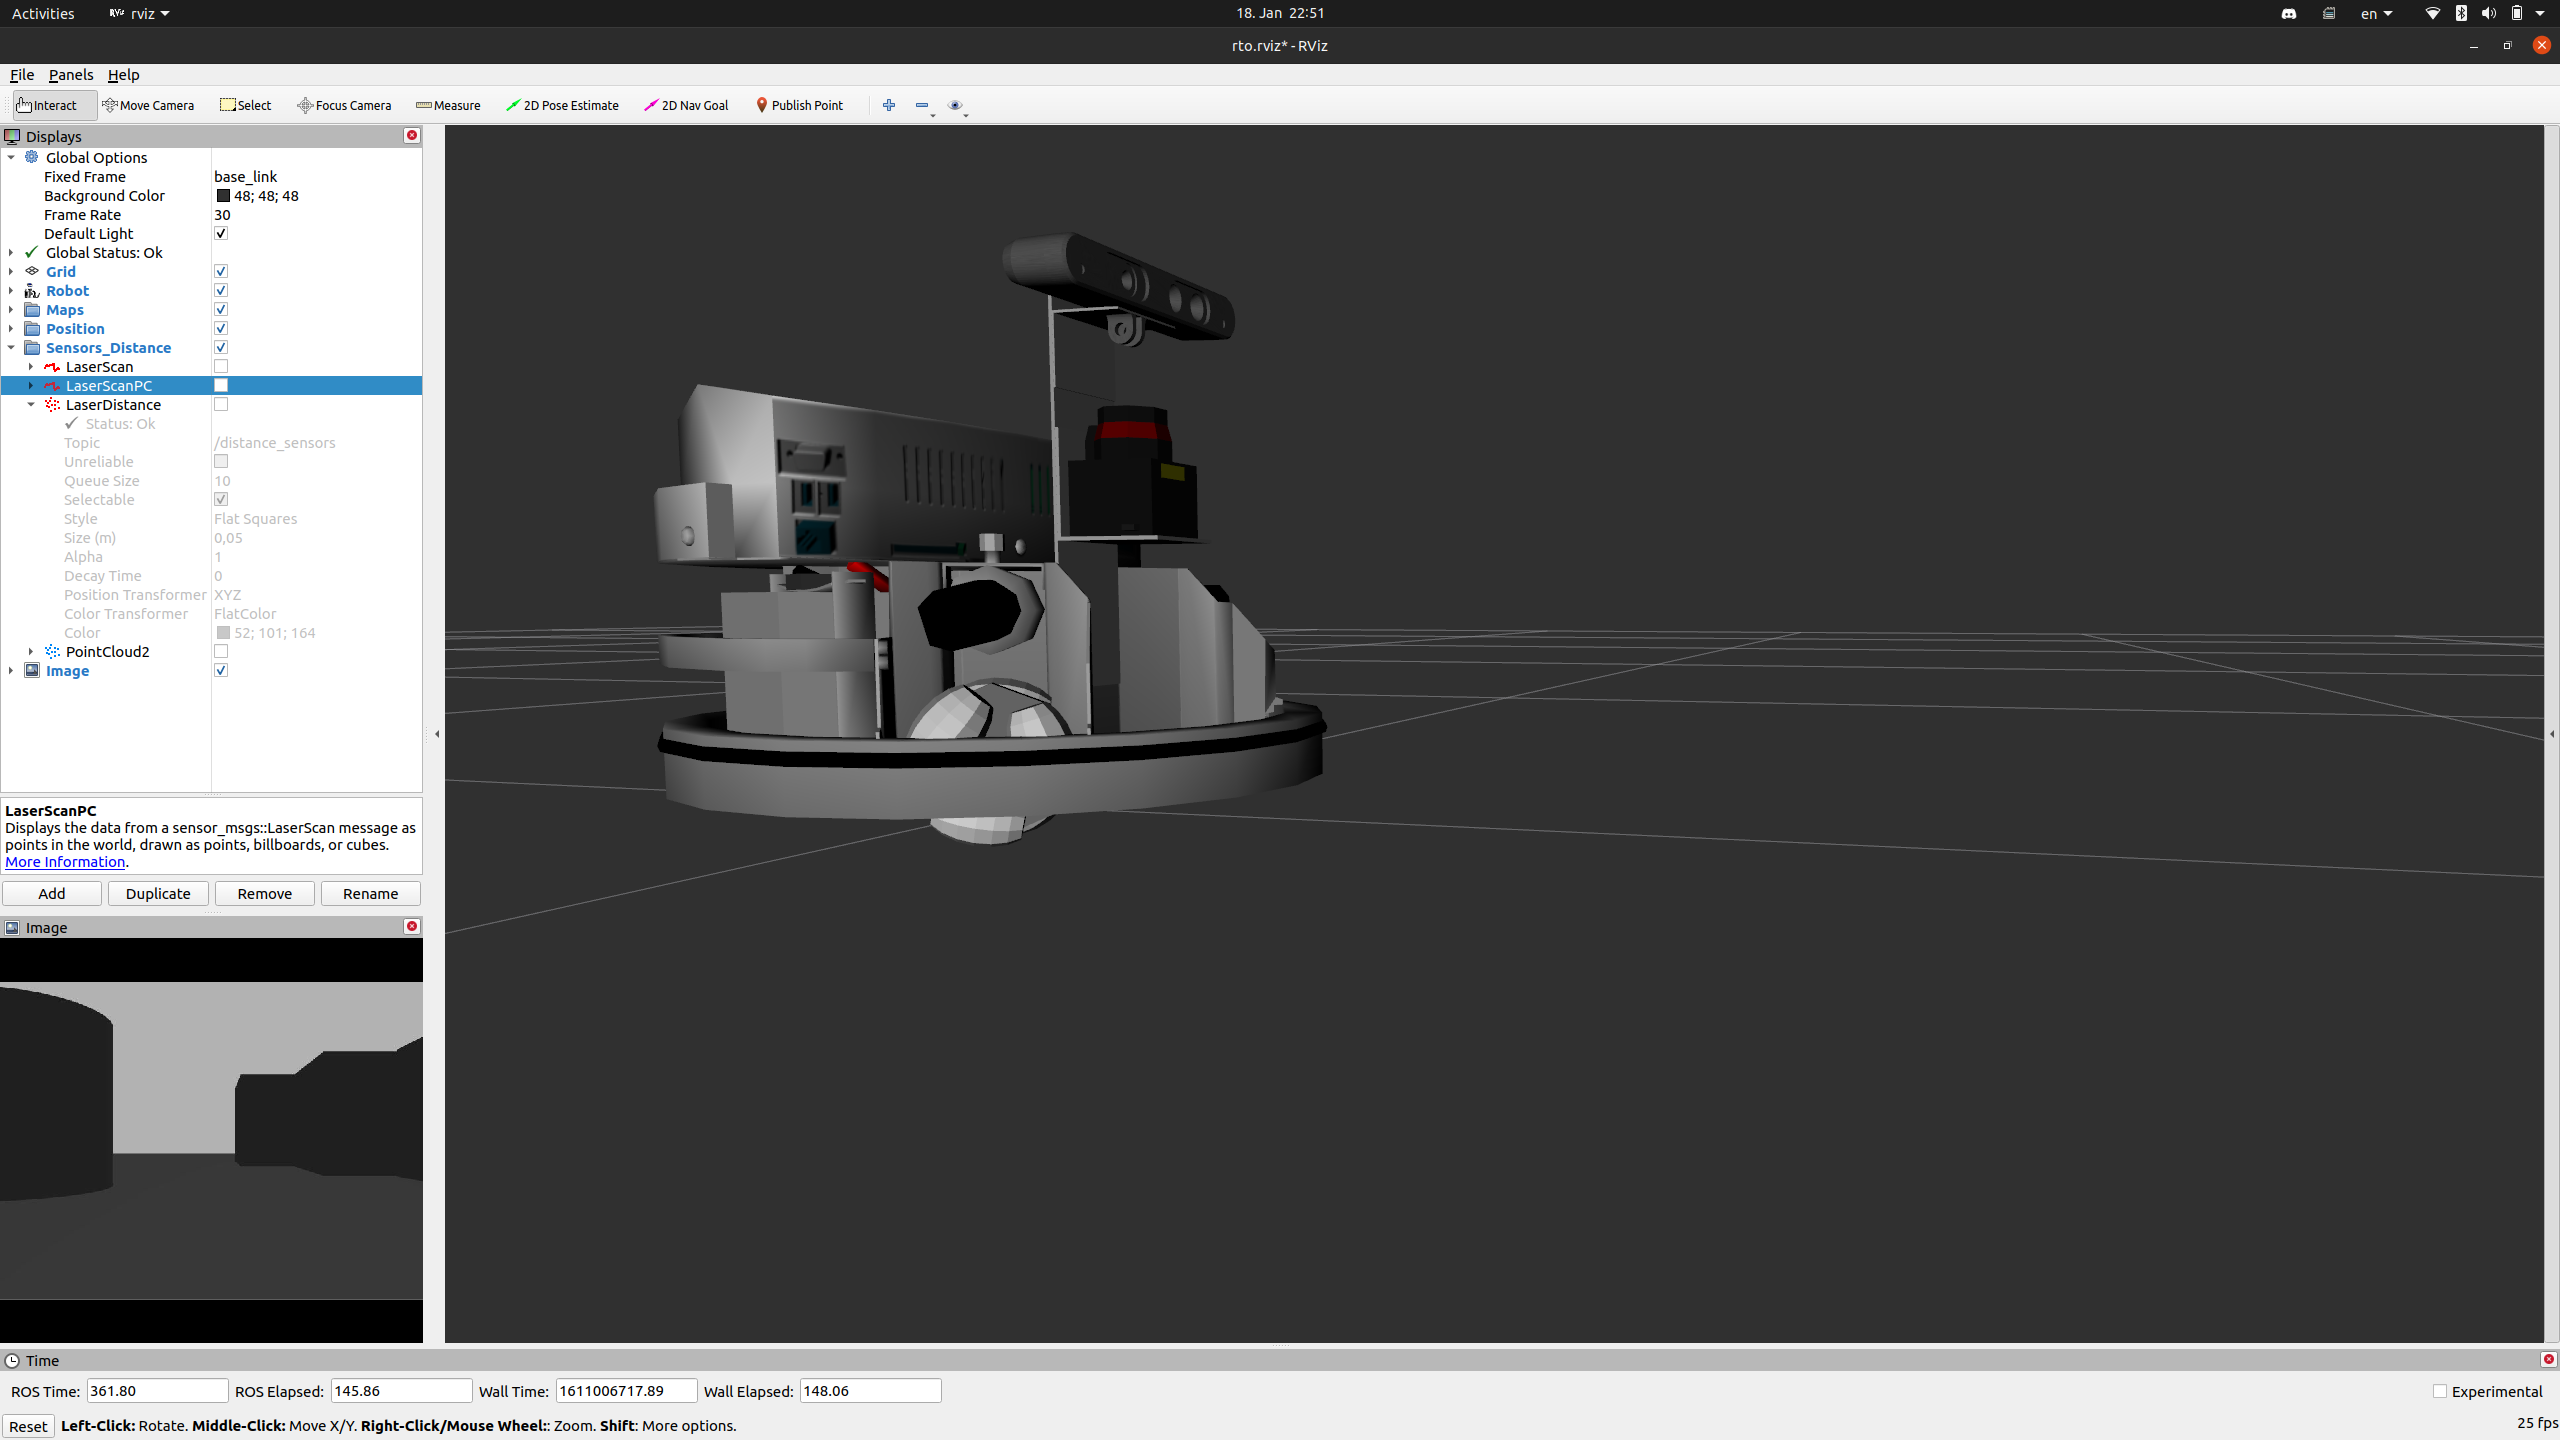 Activities RViz rviz 18. Jan 22:51 en
rto.rviz* - RViz
File Panels Help
Interact Move Camera Select Focus Camera Measure 2D Pose Estimate 2D Nav Goal Publish Point
Displays
Global Options
Fixed Frame base_link
Background Color 48; 48; 48
Frame Rate 30
Default Light
Global Status: Ok
Grid
Robot
Maps
Position
Sensors_Distance
LaserScan
LaserScanPC
LaserDistance
Status: Ok
Topic /distance_sensors
Unreliable
Queue Size 10
Selectable
Style Flat Squares
Size (m) 0,05
Alpha 1
Decay Time 0
Position Transformer XYZ
Color Transformer FlatColor
Color 52; 101; 164
PointCloud2
Image
LaserScanPC
Displays the data from a sensor_msgs::LaserScan message as
points in the world, drawn as points, billboards, or cubes.
More Information.
Add Duplicate Remove Rename
Image
Time
ROS Time: 361.80 ROS Elapsed: 145.86 Wall Time: 1611006717.89 Wall Elapsed: 148.06 Experimental
Reset Left-Click: Rotate. Middle-Click: Move X/Y. Right-Click/Mouse Wheel:: Zoom. Shift: More options. 25 fps